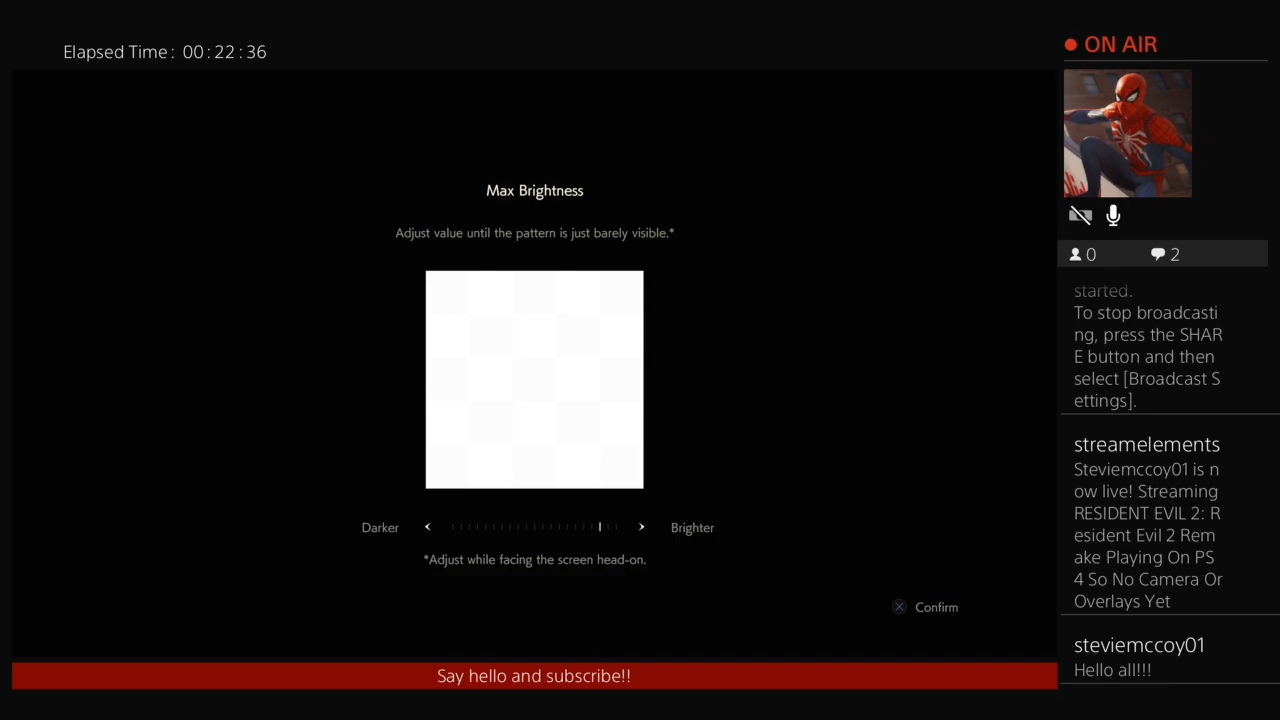 Elapsed Time: 00:22:36
ON AIR
Max Brightness
Adjust value until the pattern is just barely visible.*
Darker
Brighter
*Adjust while facing the screen head-on.
Confirm
Say hello and subscribe!!
0
2
started.
To stop broadcasti
ng, press the SHAR
E button and then
select [Broadcast S
ettings].
streamelements
Steviemccoy01 is n
ow live! Streaming
RESIDENT EVIL 2: R
esident Evil 2 Rem
ake Playing On PS
4 So No Camera Or
Overlays Yet
steviemccoy01
Hello all!!!